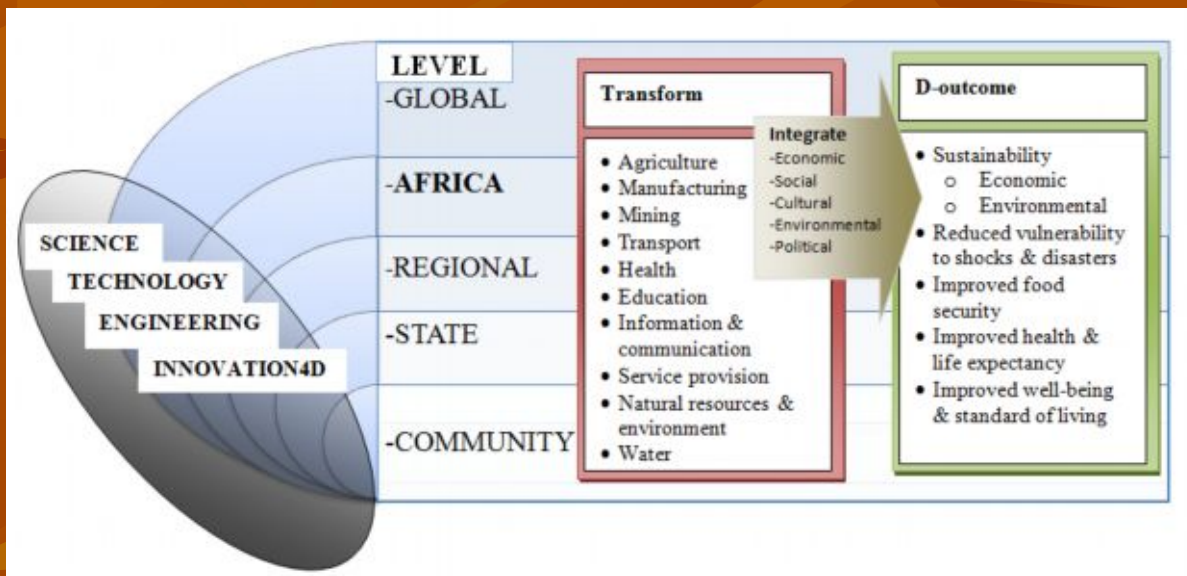 SCIENCE
TECHNOLOGY
ENGINEERING
INNOVATION4D
LEVEL
-GLOBAL
-AFRICA
-REGIONAL
-STATE
-COMMUNITY
Transform
• Agriculture
• Manufacturing
• Mining
• Transport
• Health
• Education
• Information &
communication
• Service provision
• Natural resources &
environment
• Water
Integrate
-Economic
-Social
-Cultural
-Environmental
-Political
D-outcome
• Sustainability
o Economic
o Environmental
• Reduced vulnerability
to shocks & disasters
• Improved food
security
• Improved health &
life expectancy
• Improved well-being
& standard of living